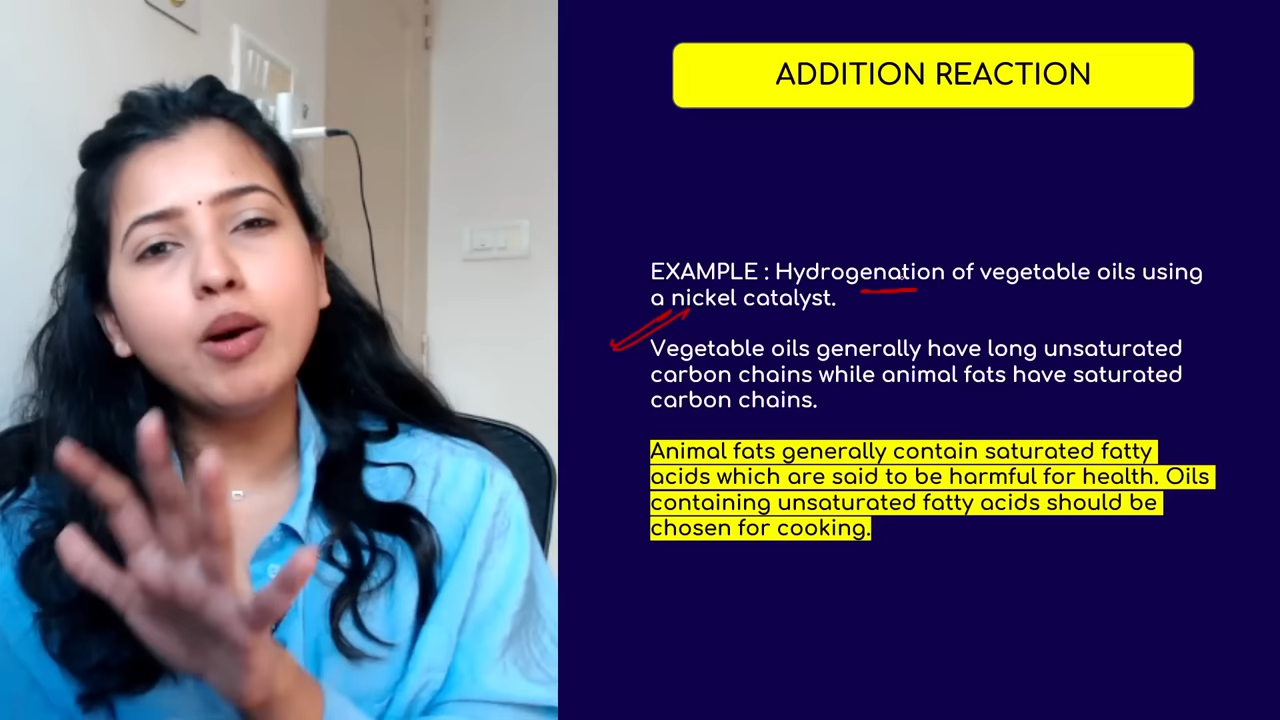 ADDITION REACTION
EXAMPLE : Hydrogenation of vegetable oils using
a nickel catalyst.
Vegetable oils generally have long unsaturated
carbon chains while animal fats have saturated
carbon chains.
Animal fats generally contain saturated fatty
acids which are said to be harmful for health. Oils
containing unsaturated fatty acids should be
chosen for cooking.